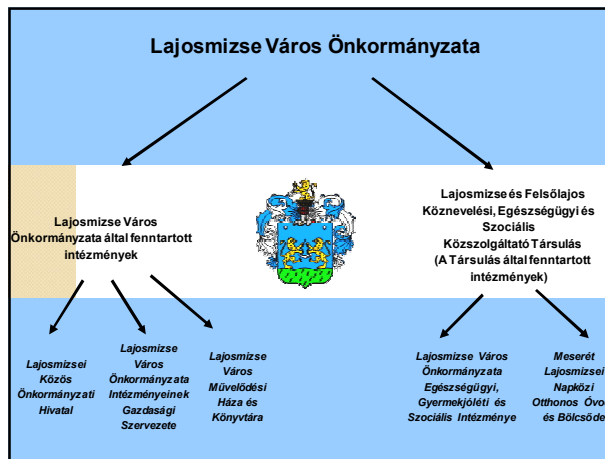 Lajosmizse Város Önkormányzata
Lajosmizse Város
Önkormányzata által fenntartott
intézmények
Lajosmizse és Felsőlajos
Köznevelési, Egészségügyi és
Szociális
Közszolgáltató Társulás
(A Társulás által fenntartott
intézmények)
Lajosmizsei
Közös
Önkormányzati
Hivatal
Lajosmizse
Város
Önkormányzata
Intézményeinek
Gazdasági
Szervezete
Lajosmizse
Város
Művelődési
Háza és
Könyvtára
Lajosmizse Város
Önkormányzata
Egészségügyi,
Gyermekjóléti és
Szociális Intézménye
Meserét
Lajosmizsei
Napközi
Otthonos Óvoda
és Bölcsőde